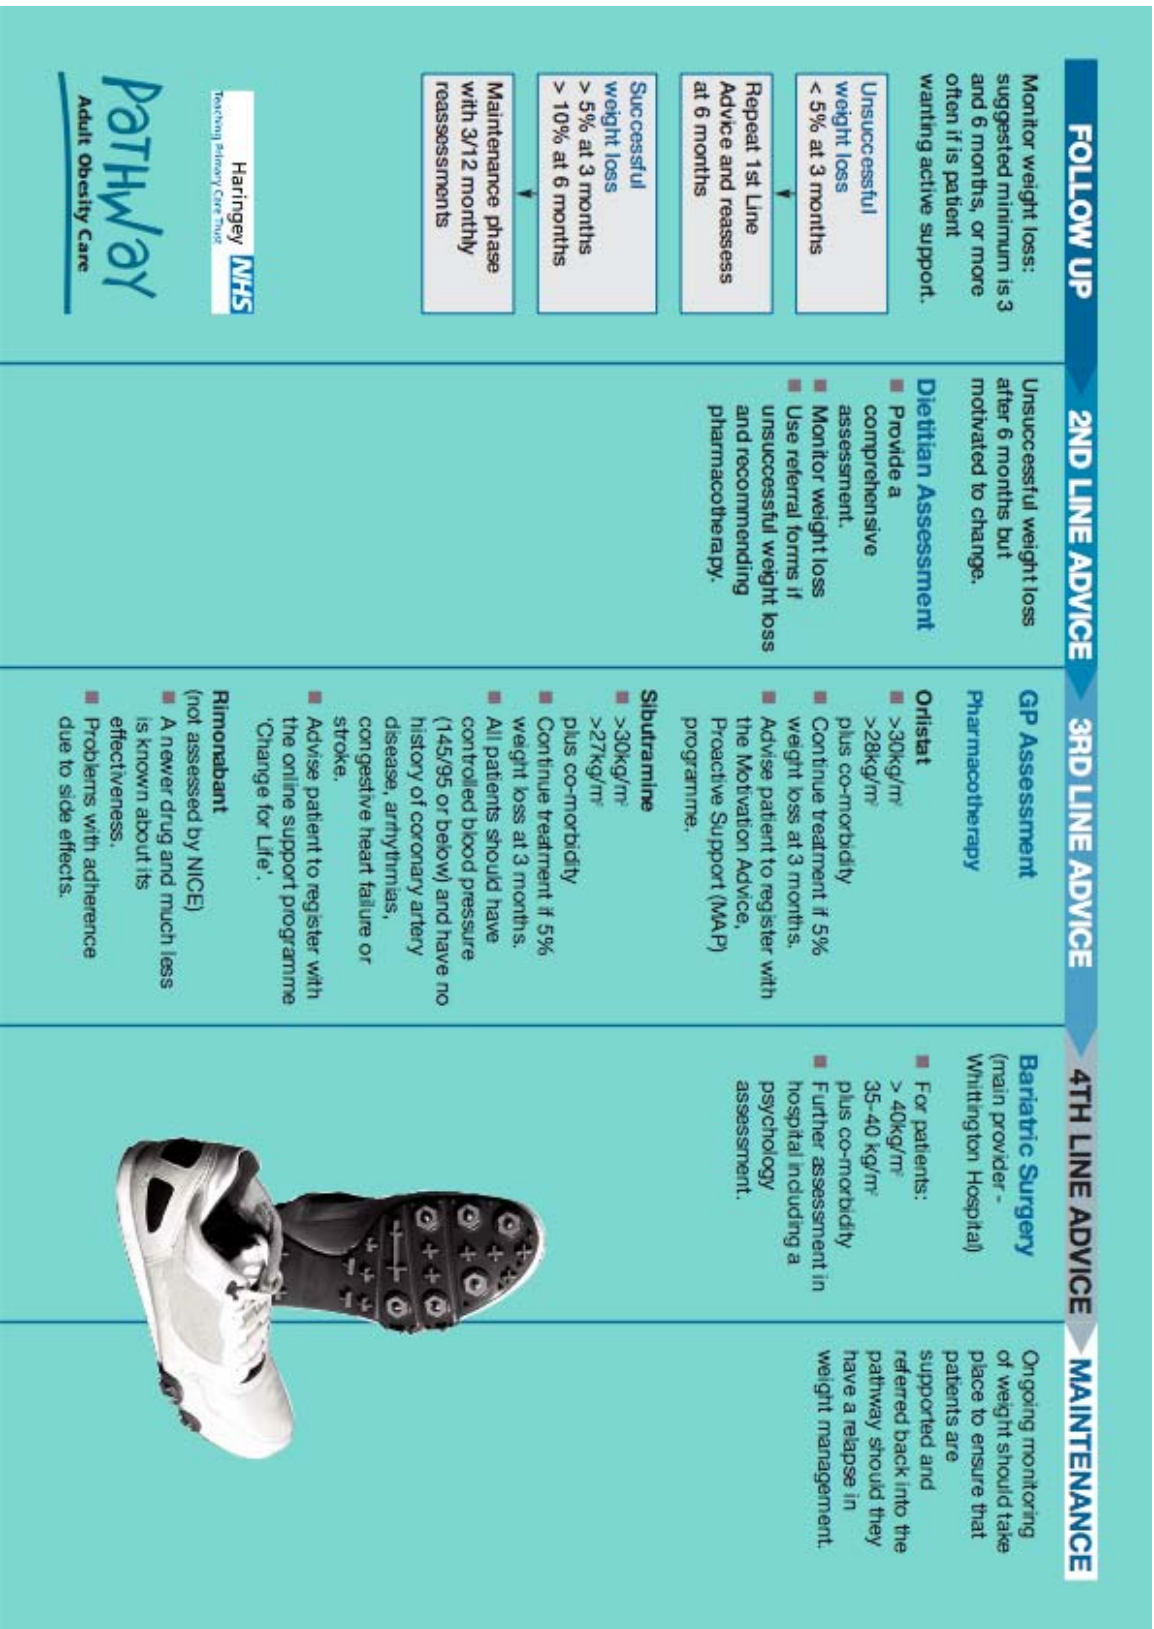 FOLLOW UP
Monitor weight loss:
suggested minimum is 3
and 6 months, or more
often if is patient
wanting active support.
Unsuccessful
weight loss
< 5% at 3 months
Repeat 1st Line
Advice and reassess
at 6 months
Successful
weight loss
> 5% at 3 months
> 10% at 6 months
Maintenance phase
with 3/12 monthly
reassessments
Haringey NHS
Teaching Primary Care Trust
PaTHWay
Adult Obesity Care
2ND LINE ADVICE
Unsuccessful weight loss
after 6 months but
motivated to change.
Dietitian Assessment
Provide a
comprehensive
assessment.
Monitor weight loss
Use referral forms if
unsuccessful weight loss
and recommending
pharmacotherapy.
3RD LINE ADVICE
GP Assessment
Pharmacotherapy
Orlistat
>30kg/m²
>28kg/m²
plus co-morbidity
Continue treatment if 5%
weight loss at 3 months.
Advise patient to register with
the Motivation Advice,
Proactive Support (MAP)
programme.
Sibutramine
>30kg/m²
>27kg/m²
plus co-morbidity
Continue treatment if 5%
weight loss at 3 months.
All patients should have
controlled blood pressure
(145/95 or below) and have no
history of coronary artery
disease, arrhythmias,
congestive heart failure or
stroke.
Advise patient to register with
the online support programme
'Change for Life'.
Rimonabant
(not assessed by NICE)
A newer drug and much less
is known about its
effectiveness.
Problems with adherence
due to side effects.
4TH LINE ADVICE
Bariatric Surgery
(main provider -
Whittington Hospital)
For patients:
> 40kg/m²
35-40 kg/m²
plus co-morbidity
Further assessment in
hospital including a
psychology
assessment.
MAINTENANCE
Ongoing monitoring
of weight should take
place to ensure that
patients are
supported and
referred back into the
pathway should they
have a relapse in
weight management.